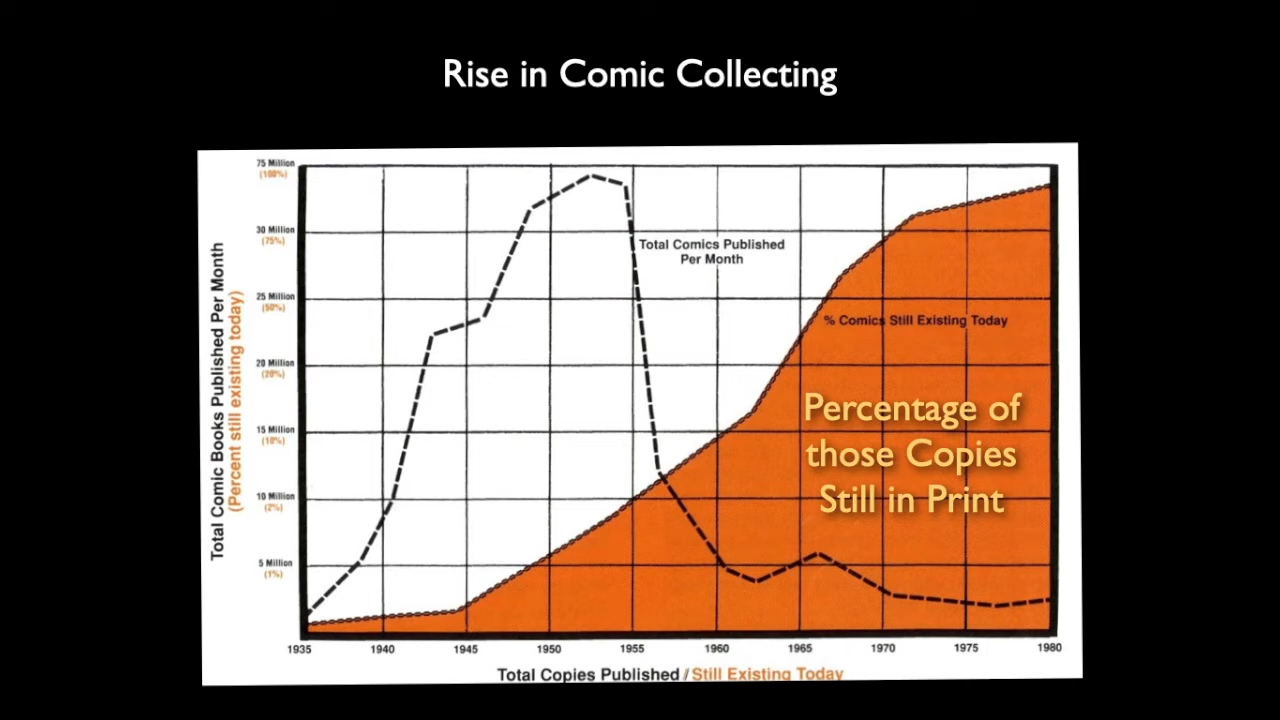 Rise in Comic Collecting
75 Million
(100%)
30 Million
(75%)
25 Million
(50%)
20 Million
(20%)
15 Million
(10%)
10 Million
(2%)
5 Million
(1%)
Total Comic Books Published Per Month
(Percent still existing today)
Total Comics Published
Per Month
% Comics Still Existing Today
Percentage of
those Copies
Still in Print
1935 1940 1945 1950 1955 1960 1965 1970 1975 1980
Total Copies Published / Still Existing Today